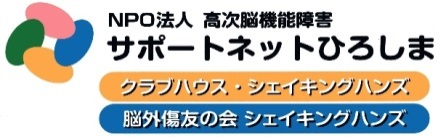 NPO法人 高次脳機能障害
サポートネットひろしま
クラブハウス・シェイキングハンズ
脳外傷友の会 シェイキングハンズ